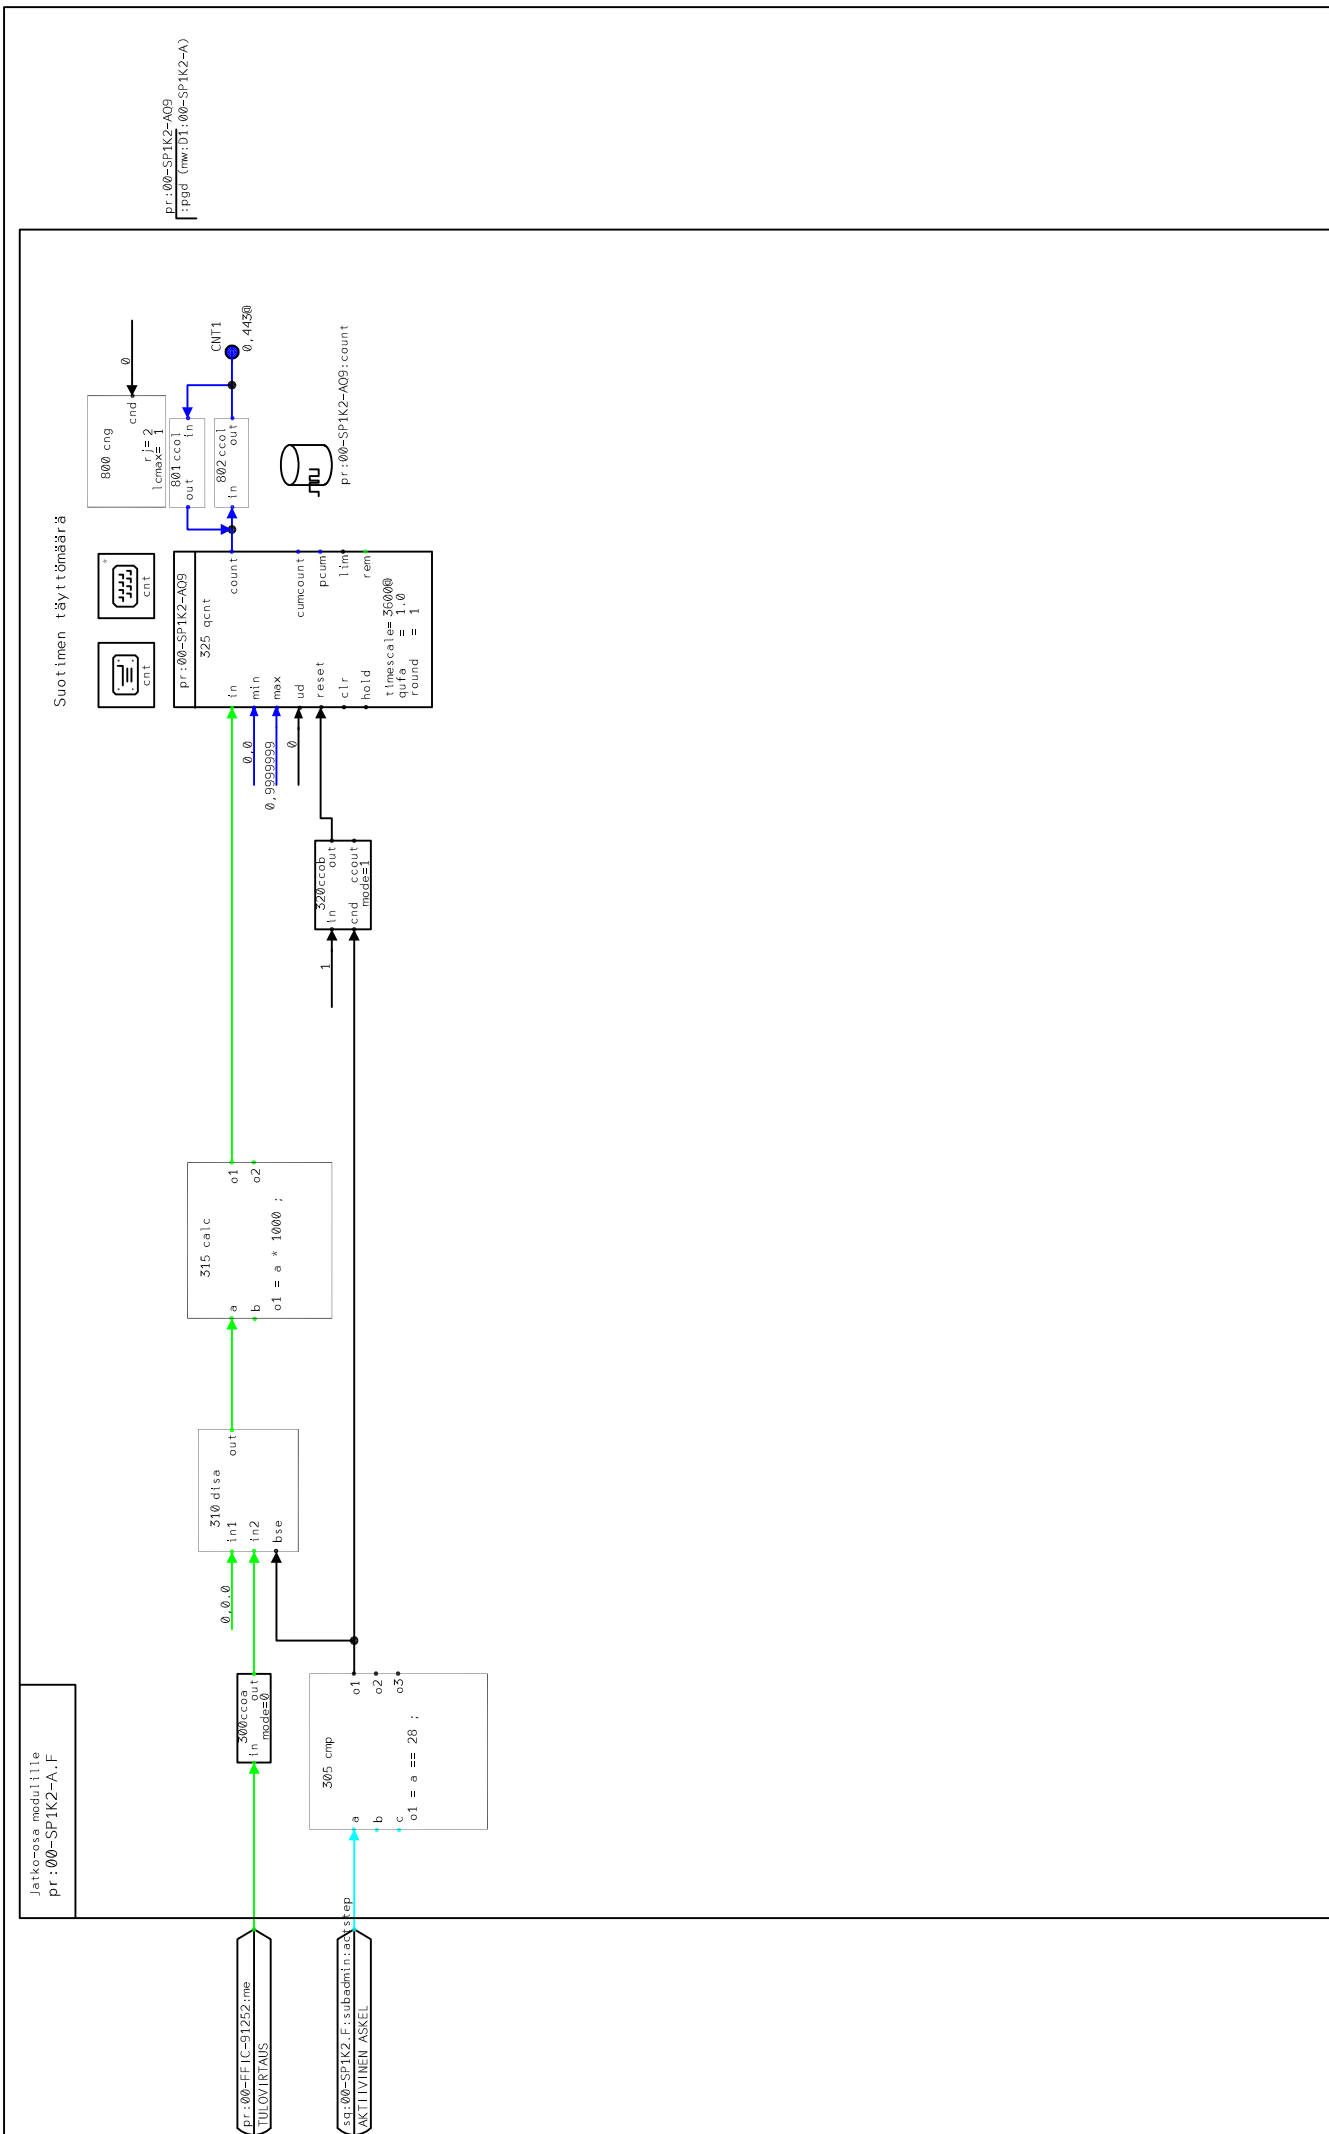 pr:00-SP1K2-AQ9
:pgd (mw:D1:00-SP1K2-A)
Jatko-osa modulille
pr:00-SP1K2-A.F
Suotimen täyttömäärä
pr:00-FFIC-91252:me
TULOVIRTAUS
sq:00-SP1K2.F:subadmin:actstep
AKTIIVINEN ASKEL
300ccoa
in out
mode=0
305 cmp
a o1
b o2
c o3
o1 = a == 28 ;
0,0.0
310 disa
in1 out
in2
bse
315 calc
a o1
b o2
o1 = a * 1000 ;
1
320ccob
in out
cnd ccout
mode=1
0,0
0,9999999
0
cnt
* cnt
pr:00-SP1K2-AQ9
325 qcnt
in count
min
max
ud cumcount
reset pcum
clr lim
hold rem
timescale= 3600@
qufa = 1.0
round = 1
800 cng
cnd
rj= 2
lcmax= 1
0
801 ccol
out in
802 ccol
in out
CNT1
0,443@
pr:00-SP1K2-AQ9:count